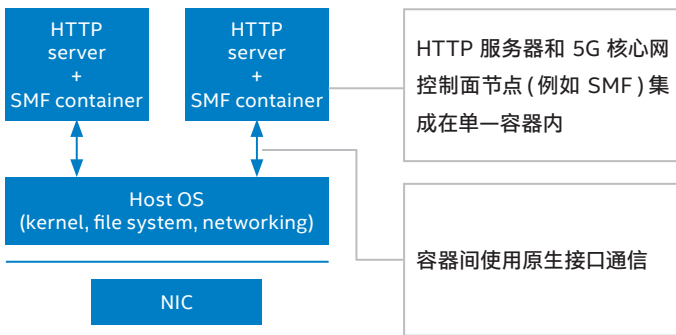 HTTP
server
+
SMF container
HTTP
server
+
SMF container
HTTP 服务器和 5G 核心网
控制面节点(例如 SMF)集
成在单一容器内
Host OS
(kernel, file system, networking)
容器间使用原生接口通信
NIC